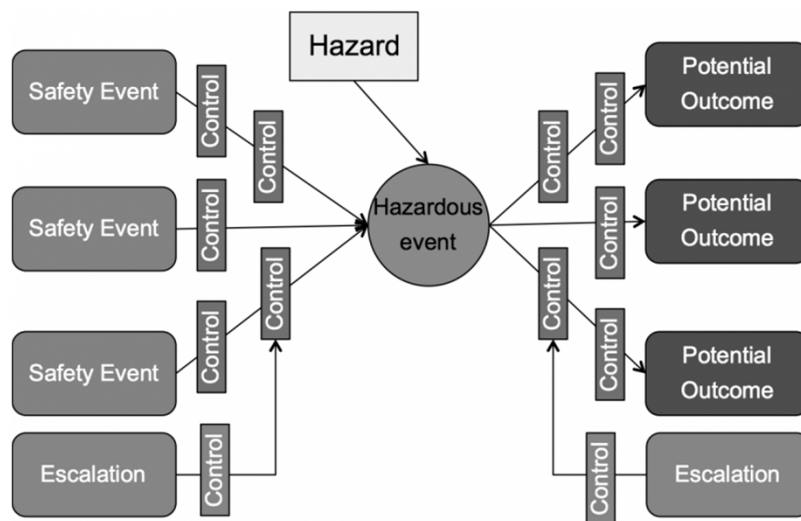 Hazard
Safety Event
Control
Control
Control
Control
Potential
Outcome
Safety Event
Control
Hazardous
event
Control
Potential
Outcome
Safety Event
Control
Control
Control
Control
Potential
Outcome
Escalation
Control
Control
Escalation